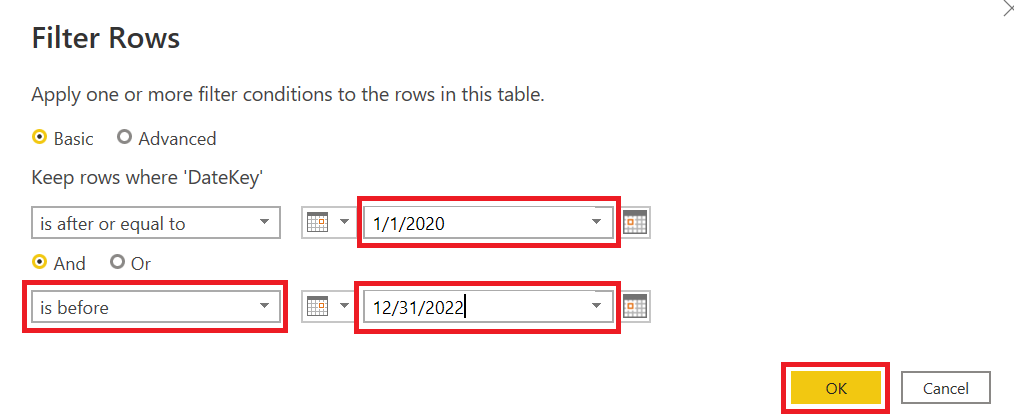 Filter Rows
Apply one or more filter conditions to the rows in this table.
Basic Advanced
Keep rows where 'DateKey'
is after or equal to 1/1/2020
And Or
is before 12/31/2022
OK Cancel